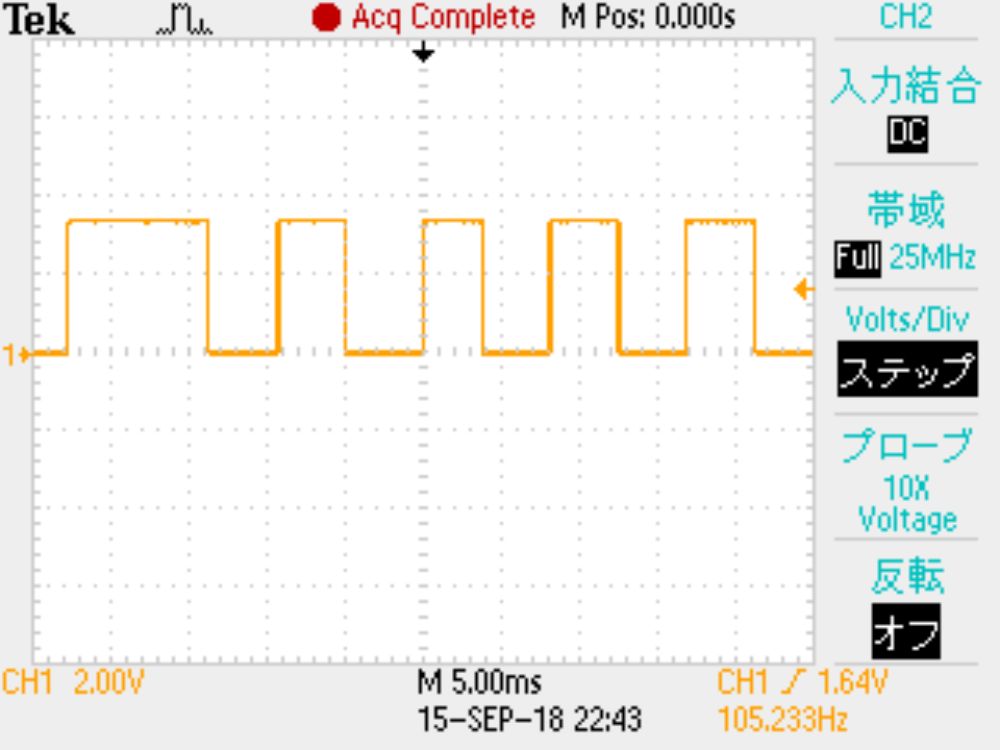 Tek
Acq Complete
M Pos: 0.000s
CH2
入力結合
DC
帯域
Full 25MHz
Volts/Div
ステップ
プローブ
10X
Voltage
反転
オフ
1
CH1 2.00V
M 5.00ms
CH1 1.64V
15-SEP-18 22:43
105.233Hz